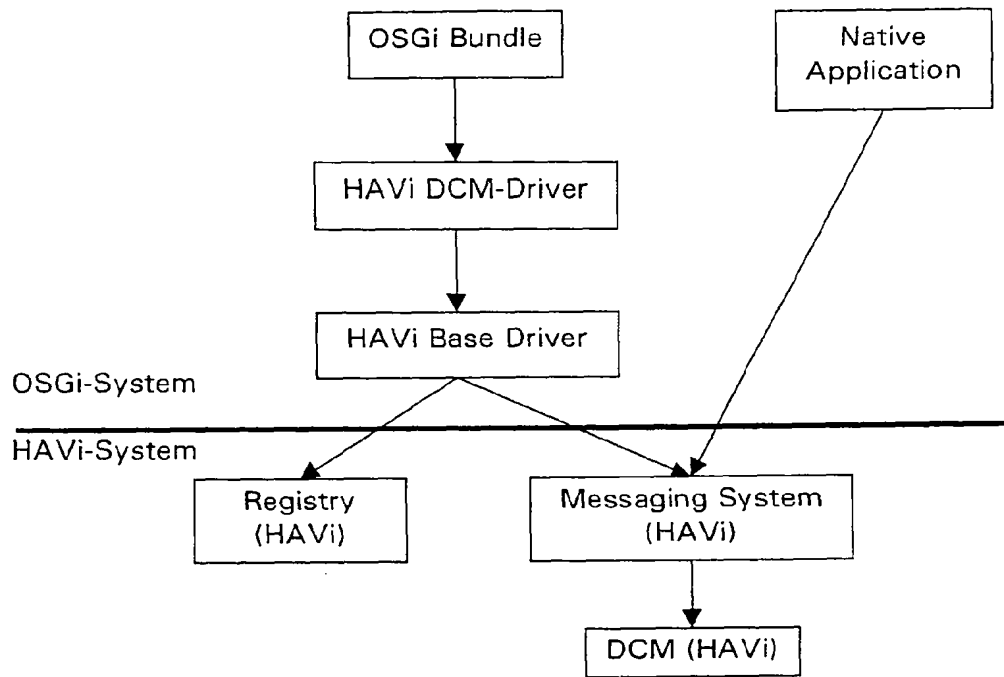 OSGi Bundle
Native
Application
HAVi DCM-Driver
HAVi Base Driver
OSGi-System
HAVi-System
Registry
(HAVi)
Messaging System
(HAVi)
DCM (HAVi)